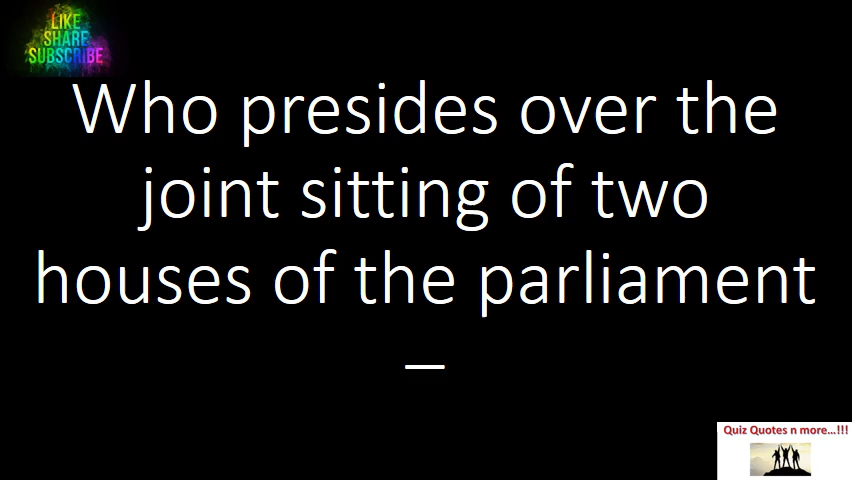 LIKE
SHARE
SUBSCRIBE
Who presides over the
joint sitting of two
houses of the parliament
–
Quiz Quotes n more...!!!